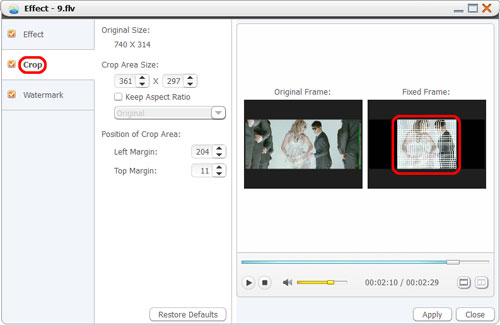 Effect - 9.flv
Effect
Crop
Watermark
Original Size:
740 X 314
Crop Area Size:
361 X 297
Keep Aspect Ratio
Original
Position of Crop Area:
Left Margin: 204
Top Margin: 11
Restore Defaults
Original Frame: Fixed Frame:
00:02:10 / 00:02:29
Apply Close